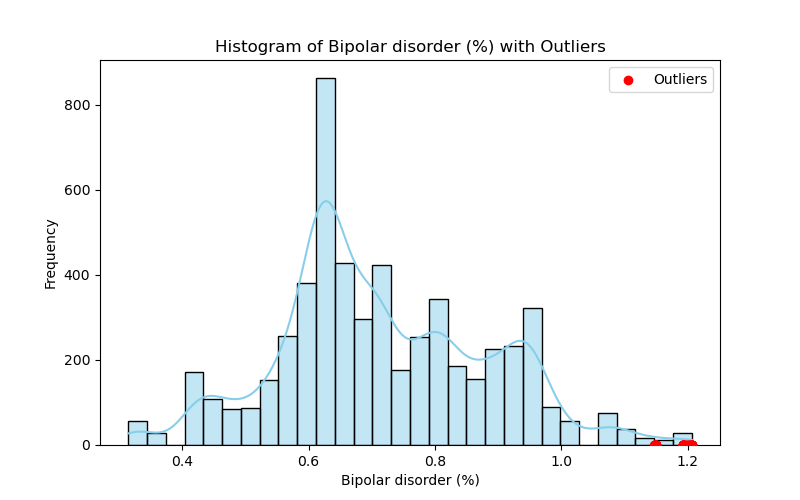 Histogram of Bipolar disorder (%) with Outliers
Outliers
800
600
400
200
0
Frequency
0.4 0.6 0.8 1.0 1.2
Bipolar disorder (%)